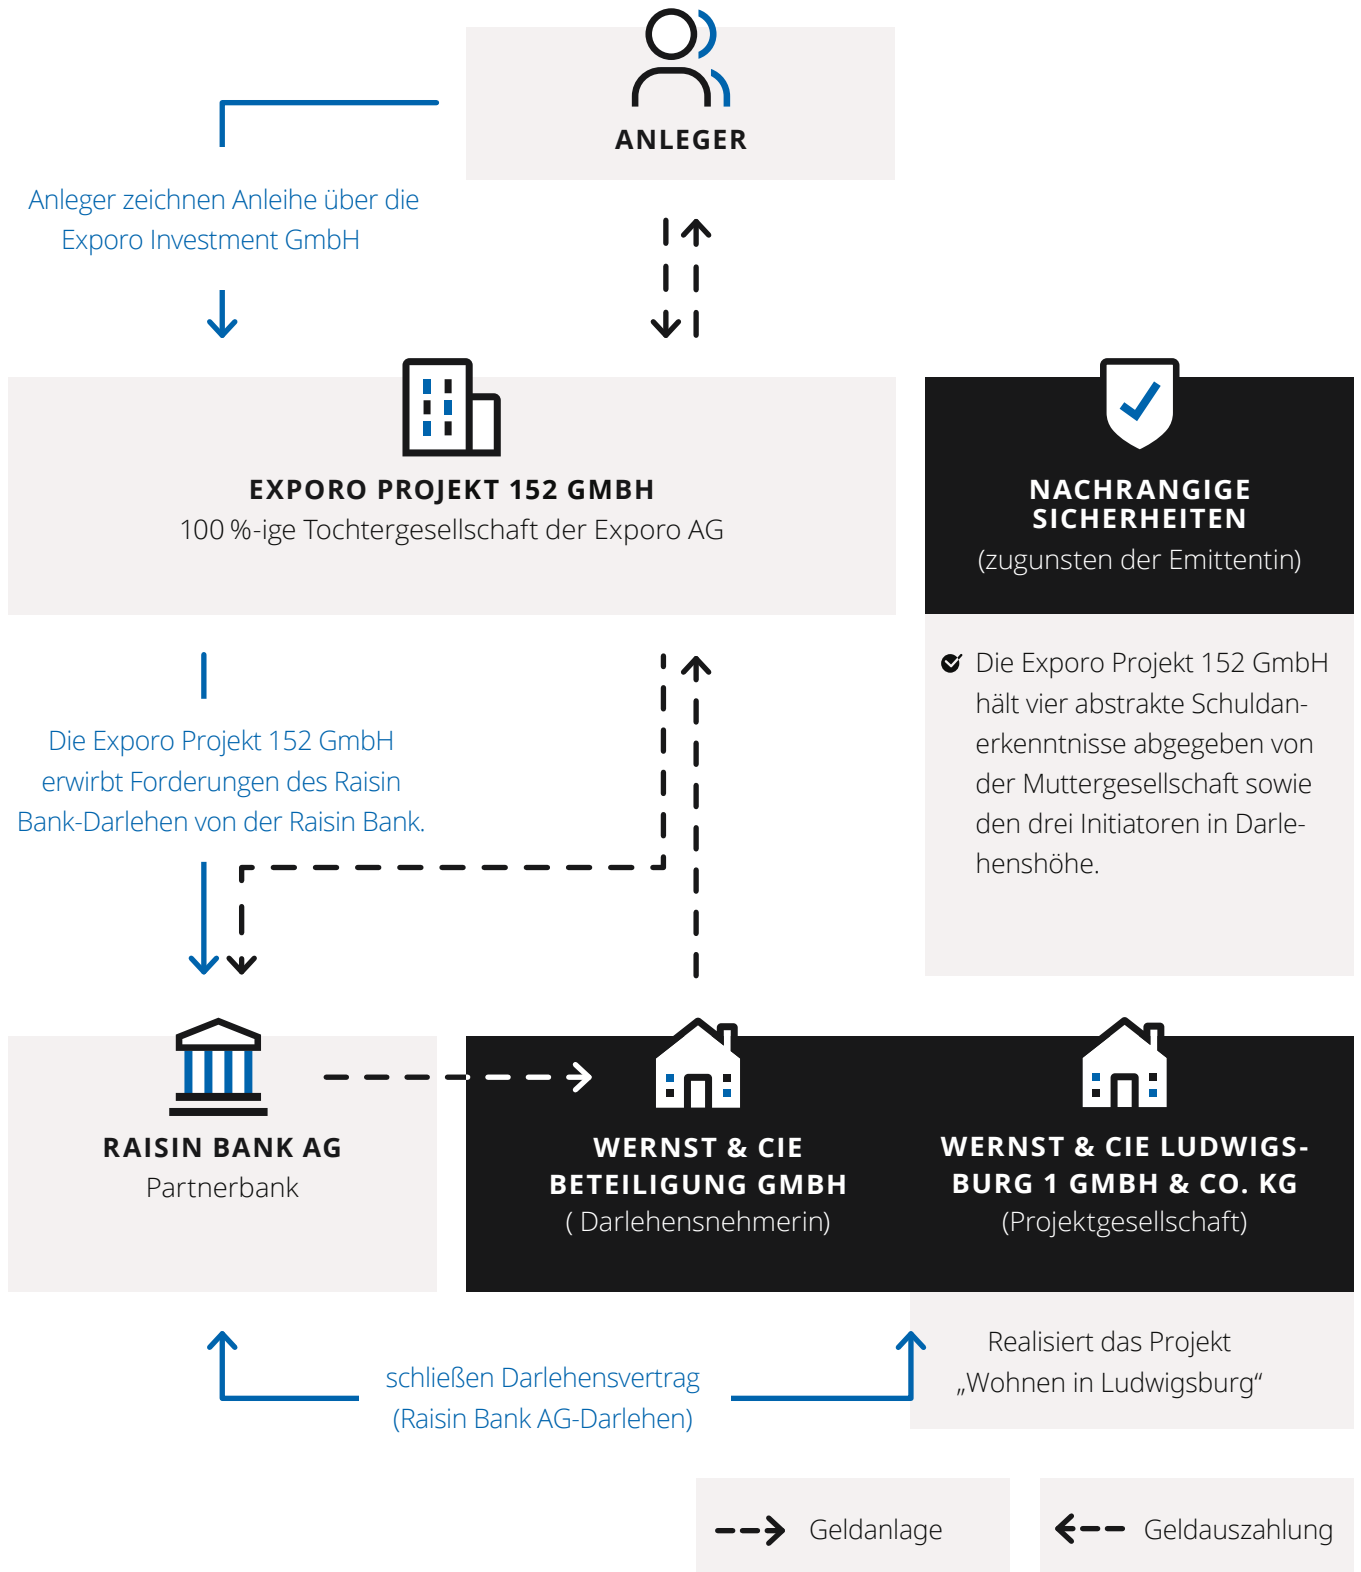 ANLEGER
Anleger zeichnen Anleihe über die
Exporo Investment GmbH
EXPORO PROJEKT 152 GMBH
100 %-ige Tochtergesellschaft der Exporo AG
NACHRANGIGE
SICHERHEITEN
(zugunsten der Emittentin)
Die Exporo Projekt 152 GmbH
hält vier abstrakte Schuldan-
erkenntnisse abgegeben von
der Muttergesellschaft sowie
den drei Initiatoren in Darle-
henshöhe.
Die Exporo Projekt 152 GmbH
erwirbt Forderungen des Raisin
Bank-Darlehen von der Raisin Bank.
RAISIN BANK AG
Partnerbank
WERNST & CIE
BETEILIGUNG GMBH
( Darlehensnehmerin)
WERNST & CIE LUDWIGS-
BURG 1 GMBH & CO. KG
(Projektgesellschaft)
Realisiert das Projekt
„Wohnen in Ludwigsburg“
schließen Darlehensvertrag
(Raisin Bank AG-Darlehen)
Geldanlage
Geldauszahlung